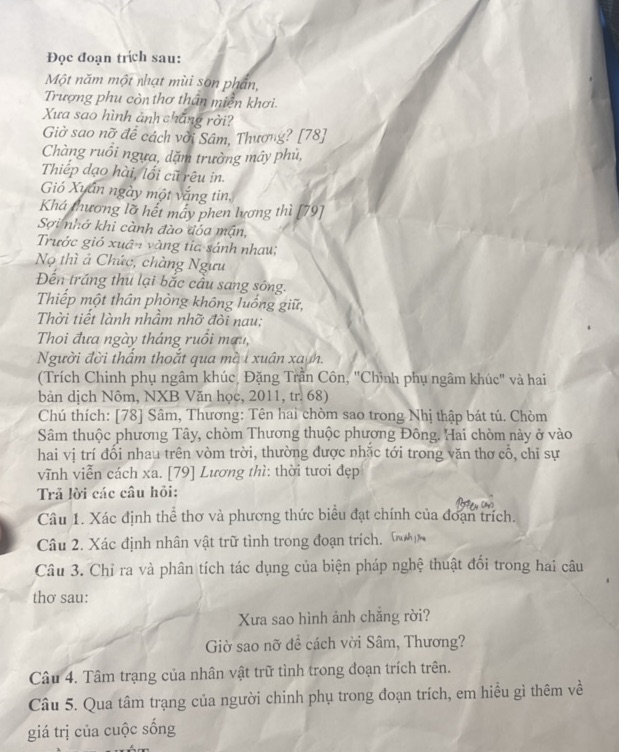 Đọc đoạn trích sau:
Một năm một nhạt mùi son phấn,
Trượng phu còn thơ thẩn miền khơi.
Xưa sao hình ảnh chẳng rời?
Giờ sao nỡ để cách vời Sâm, Thương? [78]
Chàng ruổi ngựa, dặm trường mây phủ,
Thiếp dạo hài, lối cũ rêu in.
Gió Xuân ngày một vắng tin,
Khá thương lỡ hết mấy phen lương thì [79]
Sợi nhớ khi cành đào đóa mận,
Trước gió xuân vàng tía sánh nhau;
Nọ thì ả Chức, chàng Ngưu
Đến trăng thu lại bắc cầu sang sông.
Thiếp một thân phòng không luống giữ,
Thời tiết lành nhầm nhỡ đòi nau;
Thoi đưa ngày tháng ruổi mau,
Người đời thấm thoắt qua màu xuân xanh.
(Trích Chinh phụ ngâm khúc, Đặng Trần Côn, "Chinh phụ ngâm khúc" và hai
bản dịch Nôm, NXB Văn học, 2011, tr. 68)
Chú thích: [78] Sâm, Thương: Tên hai chòm sao trong Nhị thập bát tú. Chòm
Sâm thuộc phương Tây, chòm Thương thuộc phương Đông. Hai chòm này ở vào
hai vị trí đối nhau trên vòm trời, thường được nhắc tới trong văn thơ cổ, chỉ sự
vĩnh viễn cách xa. [79] Lương thì: thời tươi đẹp
Trả lời các câu hỏi:
Câu 1. Xác định thể thơ và phương thức biểu đạt chính của đoạn trích.
Câu 2. Xác định nhân vật trữ tình trong đoạn trích.
Câu 3. Chỉ ra và phân tích tác dụng của biện pháp nghệ thuật đối trong hai câu
thơ sau:
Xưa sao hình ảnh chẳng rời?
Giờ sao nỡ để cách vời Sâm, Thương?
Câu 4. Tâm trạng của nhân vật trữ tình trong đoạn trích trên.
Câu 5. Qua tâm trạng của người chinh phụ trong đoạn trích, em hiểu gì thêm về
giá trị của cuộc sống